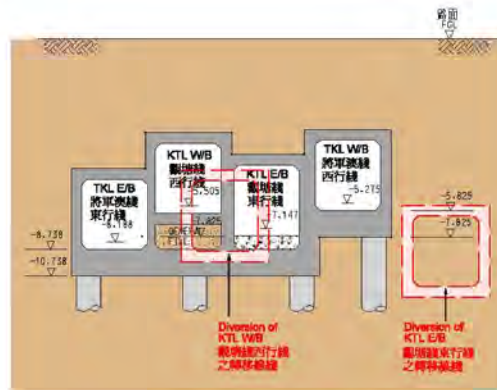 路面
FGL
KTL W/B
觀塘綫
西行綫
-5.505
TKL E/B
將軍澳綫
東行綫
-8.188
KTL E/B
觀塘綫
東行綫
-7.147
TKL W/B
將軍澳綫
西行綫
-5.275
-7.825
-5.825
-7.825
-8.738
-10.738
Diversion of
KTL W/B
觀塘綫西行綫
之轉移綫
Diversion of
KTL E/B
觀塘綫東行綫
之轉移綫